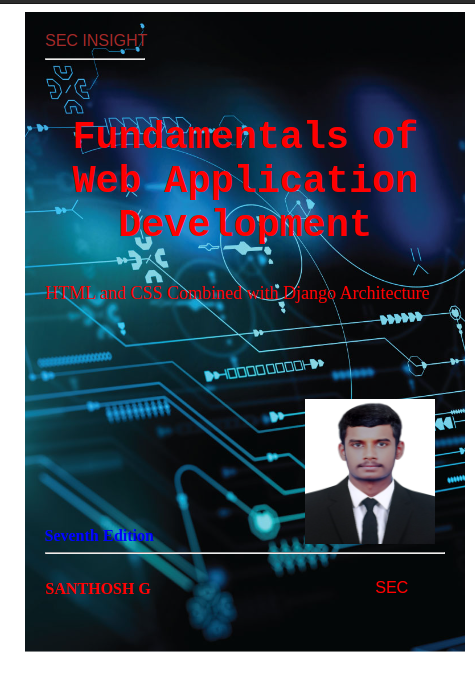 SEC INSIGHT
Fundamentals of
Web Application
Development
HTML and CSS Combined with Django Architecture
Seventh Edition
SANTHOSH G
SEC